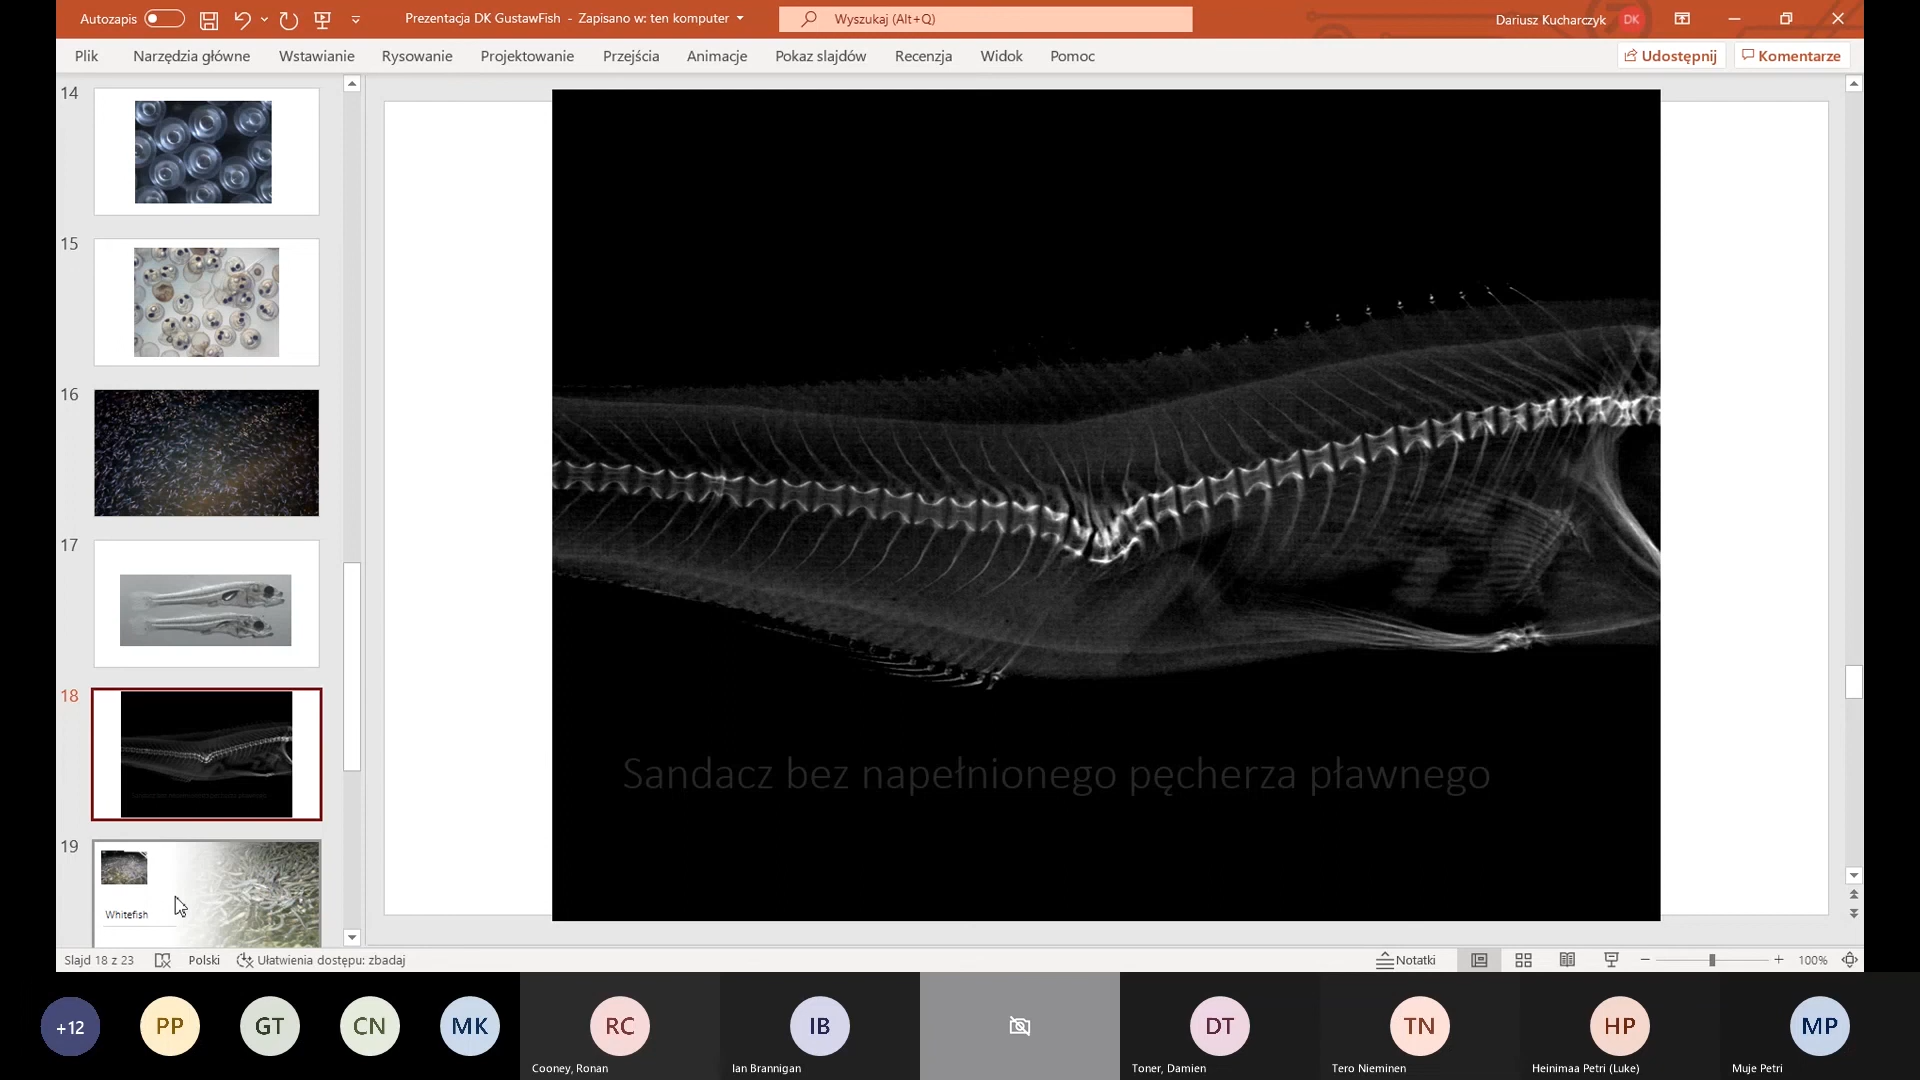 Autozapis
Prezentacja DK GustawFish - Zapisano w: ten komputer
Wyszukaj (Alt+Q)
Dariusz Kucharczyk
DK
Plik
Narzędzia główne
Wstawianie
Rysowanie
Projektowanie
Przejścia
Animacje
Pokaz slajdów
Recenzja
Widok
Pomoc
Udostępnij
Komentarze
14
15
16
17
18
19
Whitefish
Sandacz bez napełnionego pęcherza pławnego
Slajd 18 z 23
Polski
Ułatwienia dostępu: zbadaj
Notatki
100%
+12
PP
GT
CN
MK
RC
Cooney, Ronan
IB
Ian Brannigan
DT
Toner, Damien
TN
Tero Nieminen
HP
Heinimaa Petri (Luke)
MP
Muje Petri